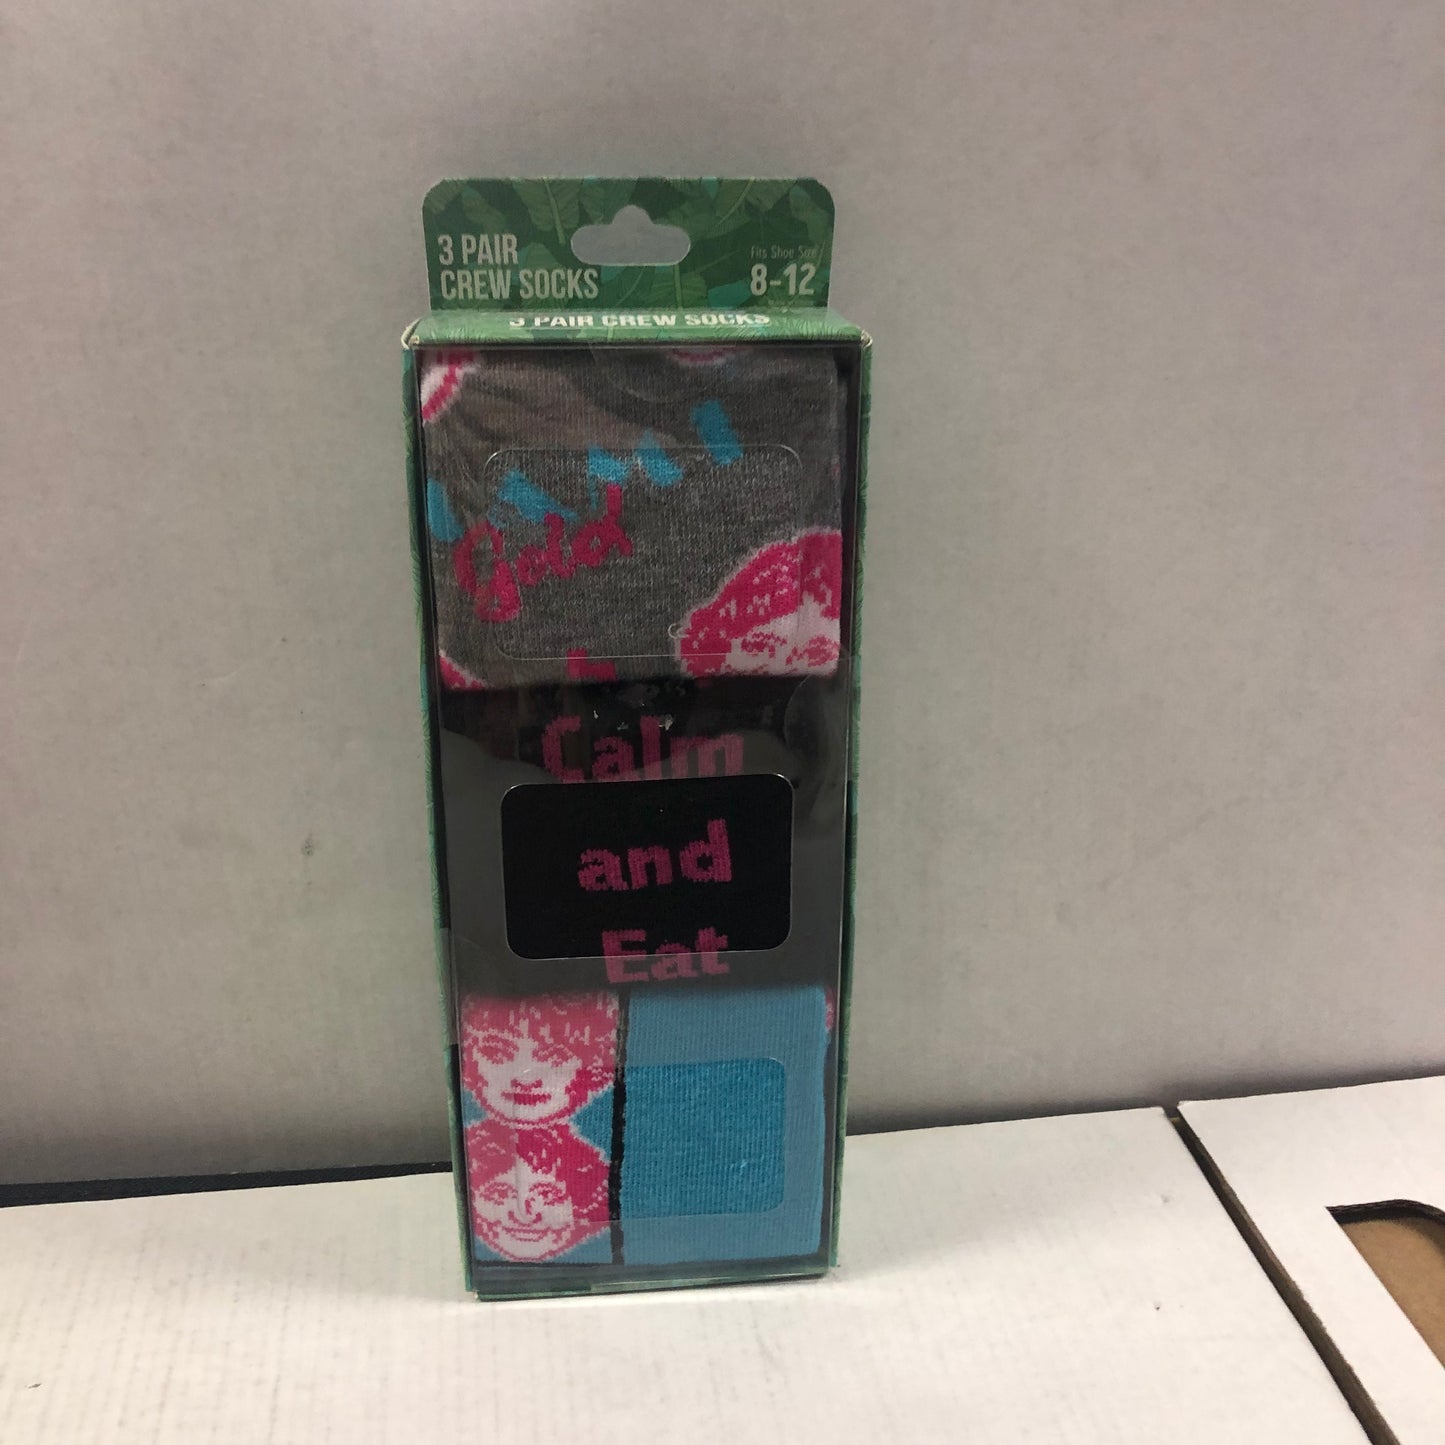 3 PAIR
CREW SOCKS
Fits Shoe Size
8-12
3 PAIR CREW SOCKS
Gold
Calm
and
Eat